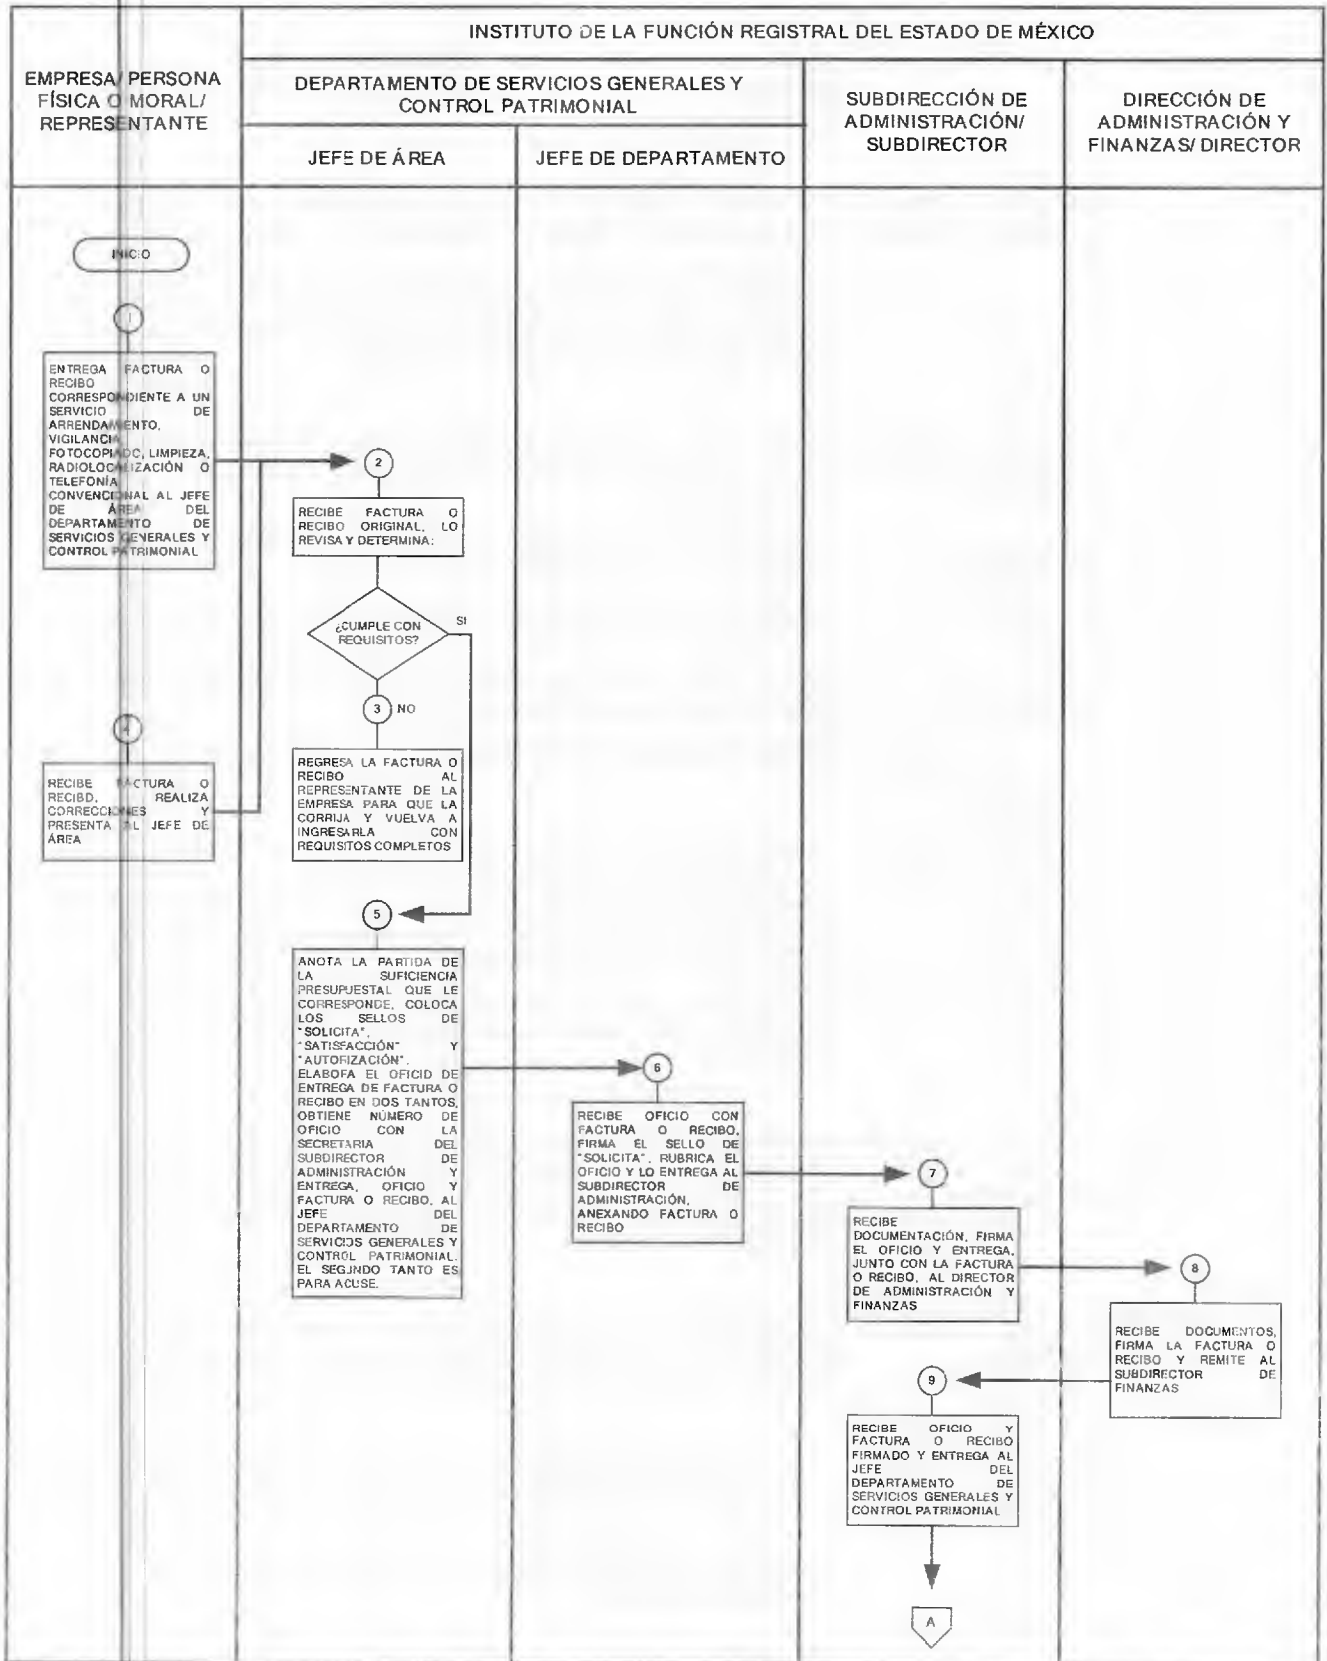 INSTITUTO DE LA FUNCIÓN REGISTRAL DEL ESTADO DE MÉXICO
EMPRESA/ PERSONA
FÍSICA O MORAL/
REPRESENTANTE
DEPARTAMENTO DE SERVICIOS GENERALES Y
CONTROL PATRIMONIAL
JEFE DE ÁREA
JEFE DE DEPARTAMENTO
SUBDIRECCIÓN DE
ADMINISTRACIÓN/
SUBDIRECTOR
DIRECCIÓN DE
ADMINISTRACIÓN Y
FINANZAS/ DIRECTOR
INICIO
1
ENTREGA FACTURA O
RECIBO
CORRESPONDIENTE A UN
SERVICIO DE
ARRENDAMIENTO,
VIGILANCIA,
FOTOCOPIADO, LIMPIEZA,
RADIOLOCALIZACIÓN O
TELEFONÍA
CONVENCIONAL AL JEFE
DE ÁREA DEL
DEPARTAMENTO DE
SERVICIOS GENERALES Y
CONTROL PATRIMONIAL
2
RECIBE FACTURA O
RECIBO ORIGINAL, LO
REVISA Y DETERMINA:
¿CUMPLE CON
REQUISITOS?
SI
3
NO
REGRESA LA FACTURA O
RECIBO AL
REPRESENTANTE DE LA
EMPRESA PARA QUE LA
CORRIJA Y VUELVA A
INGRESARLA CON
REQUISITOS COMPLETOS
4
RECIBE FACTURA O
RECIBO, REALIZA
CORRECCIONES Y
PRESENTA AL JEFE DE
ÁREA
5
ANOTA LA PARTIDA DE
LA SUFICIENCIA
PRESUPUESTAL QUE LE
CORRESPONDE, COLOCA
LOS SELLOS DE
"SOLICITA",
"SATISFACCIÓN" Y
"AUTORIZACIÓN",
ELABORA EL OFICIO DE
ENTREGA DE FACTURA O
RECIBO EN DOS TANTOS,
OBTIENE NÚMERO DE
OFICIO CON LA
SECRETARIA DEL
SUBDIRECTOR DE
ADMINISTRACIÓN Y
ENTREGA, OFICIO Y
FACTURA O RECIBO, AL
JEFE DEL
DEPARTAMENTO DE
SERVICIOS GENERALES Y
CONTROL PATRIMONIAL.
EL SEGUNDO TANTO ES
PARA ACUSE.
6
RECIBE OFICIO CON
FACTURA O RECIBO,
FIRMA EL SELLO DE
"SOLICITA", RUBRICA EL
OFICIO Y LO ENTREGA AL
SUBDIRECTOR DE
ADMINISTRACIÓN,
ANEXANDO FACTURA O
RECIBO
7
RECIBE
DOCUMENTACIÓN, FIRMA
EL OFICIO Y ENTREGA,
JUNTO CON LA FACTURA
O RECIBO, AL DIRECTOR
DE ADMINISTRACIÓN Y
FINANZAS
8
RECIBE DOCUMENTOS,
FIRMA LA FACTURA O
RECIBO Y REMITE AL
SUBDIRECTOR DE
FINANZAS
9
RECIBE OFICIO Y
FACTURA O RECIBO
FIRMADO Y ENTREGA AL
JEFE DEL
DEPARTAMENTO DE
SERVICIOS GENERALES Y
CONTROL PATRIMONIAL
A